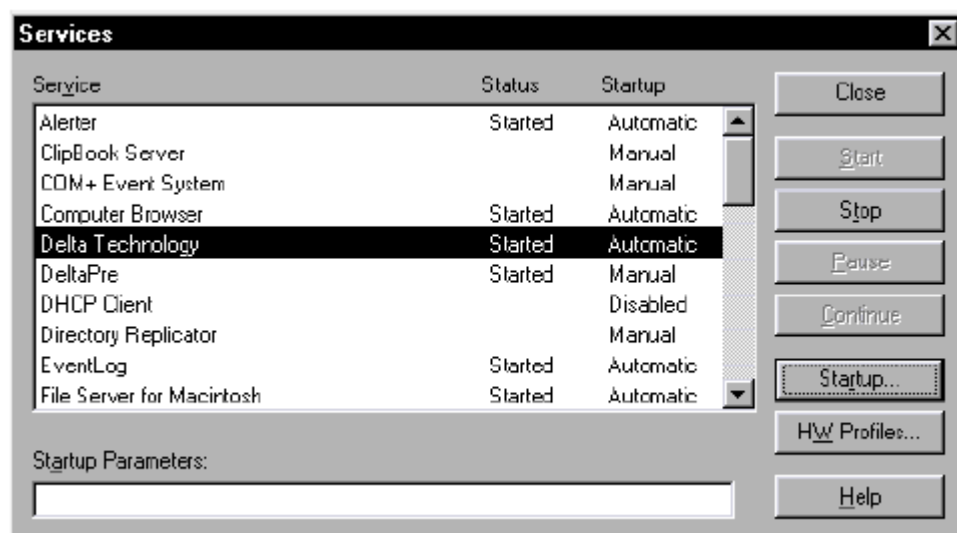 Services
Service Status Startup
Alerter Started Automatic
ClipBook Server Manual
COM+ Event System Manual
Computer Browser Started Automatic
Delta Technology Started Automatic
DeltaPre Started Manual
DHCP Client Disabled
Directory Replicator Manual
EventLog Started Automatic
File Server for Macintosh Started Automatic
Startup Parameters:
Close
Start
Stop
Pause
Continue
Startup...
HW Profiles...
Help